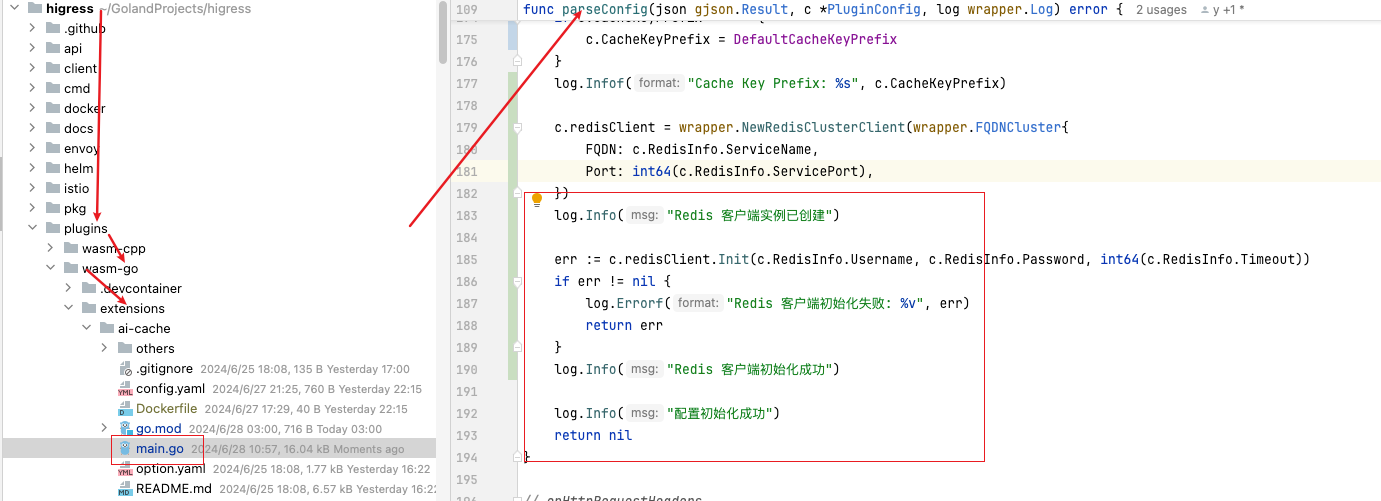 higress ~/GolandProjects/higress
.github
api
client
cmd
docker
docs
envoy
helm
istio
pkg
plugins
wasm-cpp
wasm-go
.devcontainer
extensions
ai-cache
others
.gitignore 2024/6/25 18:08, 135 B Yesterday 17:00
config.yaml 2024/6/27 21:25, 760 B Yesterday 22:15
Dockerfile 2024/6/27 17:29, 40 B Yesterday 22:15
go.mod 2024/6/28 03:00, 716 B Today 03:00
main.go 2024/6/28 10:57, 16.04 kB Moments ago
option.yaml 2024/6/25 18:08, 1.77 kB Yesterday 16:22
README.md 2024/6/25 18:08, 6.57 kB Yesterday 16:22
109 func parseConfig(json gjson.Result, c *PluginConfig, log wrapper.Log) error { 2 usages y +1 *
175 c.CacheKeyPrefix = DefaultCacheKeyPrefix
176 }
177 log.Infof( format: "Cache Key Prefix: %s", c.CacheKeyPrefix)
178
179 c.redisClient = wrapper.NewRedisClusterClient(wrapper.FQDNCluster{
180 FQDN: c.RedisInfo.ServiceName,
181 Port: int64(c.RedisInfo.ServicePort),
182 })
183 log.Info( msg: "Redis 客户端实例已创建")
184
185 err := c.redisClient.Init(c.RedisInfo.Username, c.RedisInfo.Password, int64(c.RedisInfo.Timeout))
186 if err != nil {
187 log.Errorf( format: "Redis 客户端初始化失败: %v", err)
188 return err
189 }
190 log.Info( msg: "Redis 客户端初始化成功")
191
192 log.Info( msg: "配置初始化成功")
193 return nil
194 }
195